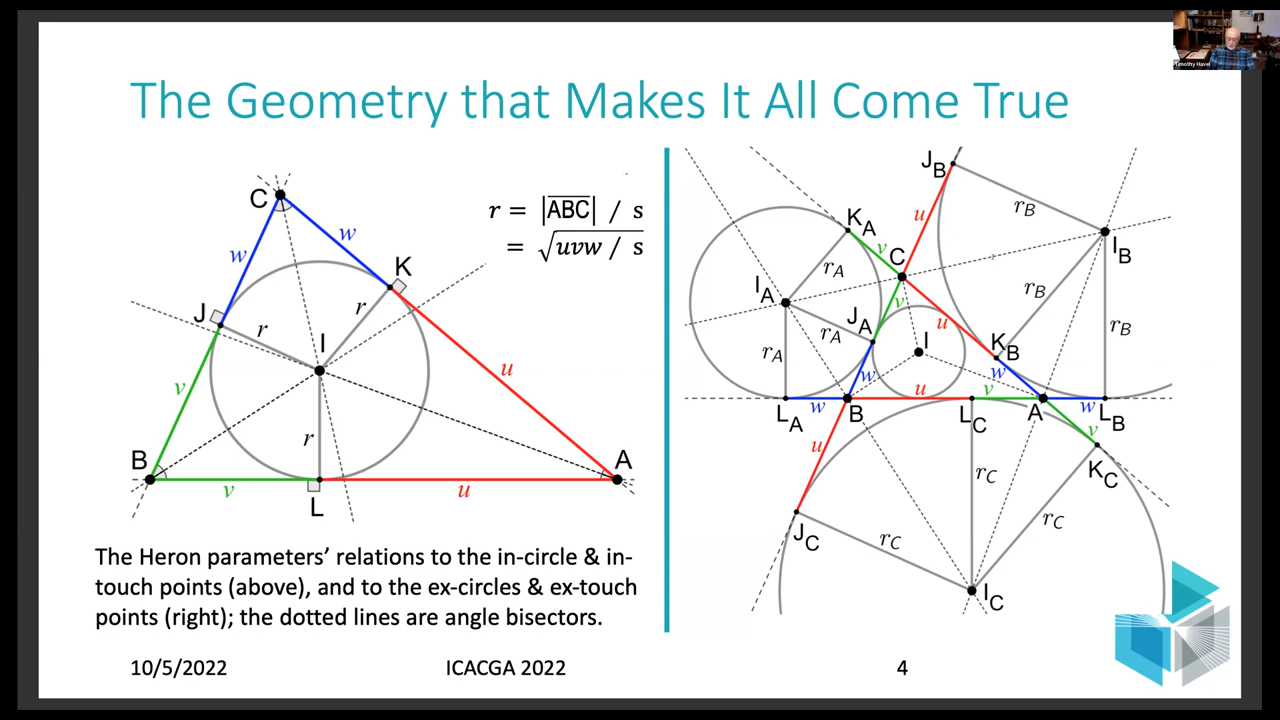 Timothy Havel
The Geometry that Makes It All Come True
C
w
w
r = |ABC| / s
= √uvw / s
K
J
r
r
I
v
u
r
B
A
v
L
u
The Heron parameters' relations to the in-circle & in-
touch points (above), and to the ex-circles & ex-touch
points (right); the dotted lines are angle bisectors.
J_B
r_B
u
K_A
v
C
I_B
r_A
I_A
v
r_B
J_A
u
r_A
I
K_B
r_B
r_A
w
w
u
v
L_A
w
B
L_C
A
w
L_B
v
u
K_C
r_C
r_C
J_C
r_C
I_C
10/5/2022
ICACGA 2022
4